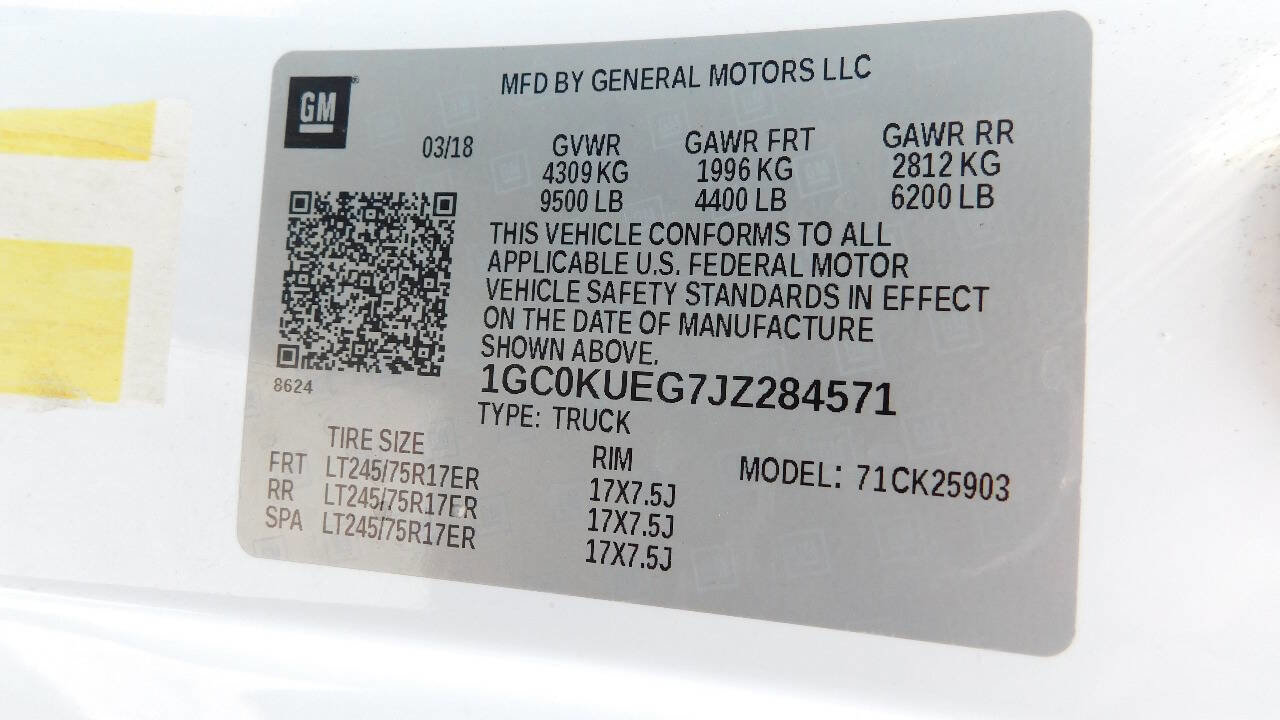 GM
MFD BY GENERAL MOTORS LLC
03/18 GVWR GAWR FRT GAWR RR
4309 KG 1996 KG 2812 KG
9500 LB 4400 LB 6200 LB
THIS VEHICLE CONFORMS TO ALL
APPLICABLE U.S. FEDERAL MOTOR
VEHICLE SAFETY STANDARDS IN EFFECT
ON THE DATE OF MANUFACTURE
SHOWN ABOVE.
8624
1GC0KUEG7JZ284571
TYPE: TRUCK
TIRE SIZE RIM MODEL: 71CK25903
FRT LT245/75R17ER 17X7.5J
RR LT245/75R17ER 17X7.5J
SPA LT245/75R17ER 17X7.5J